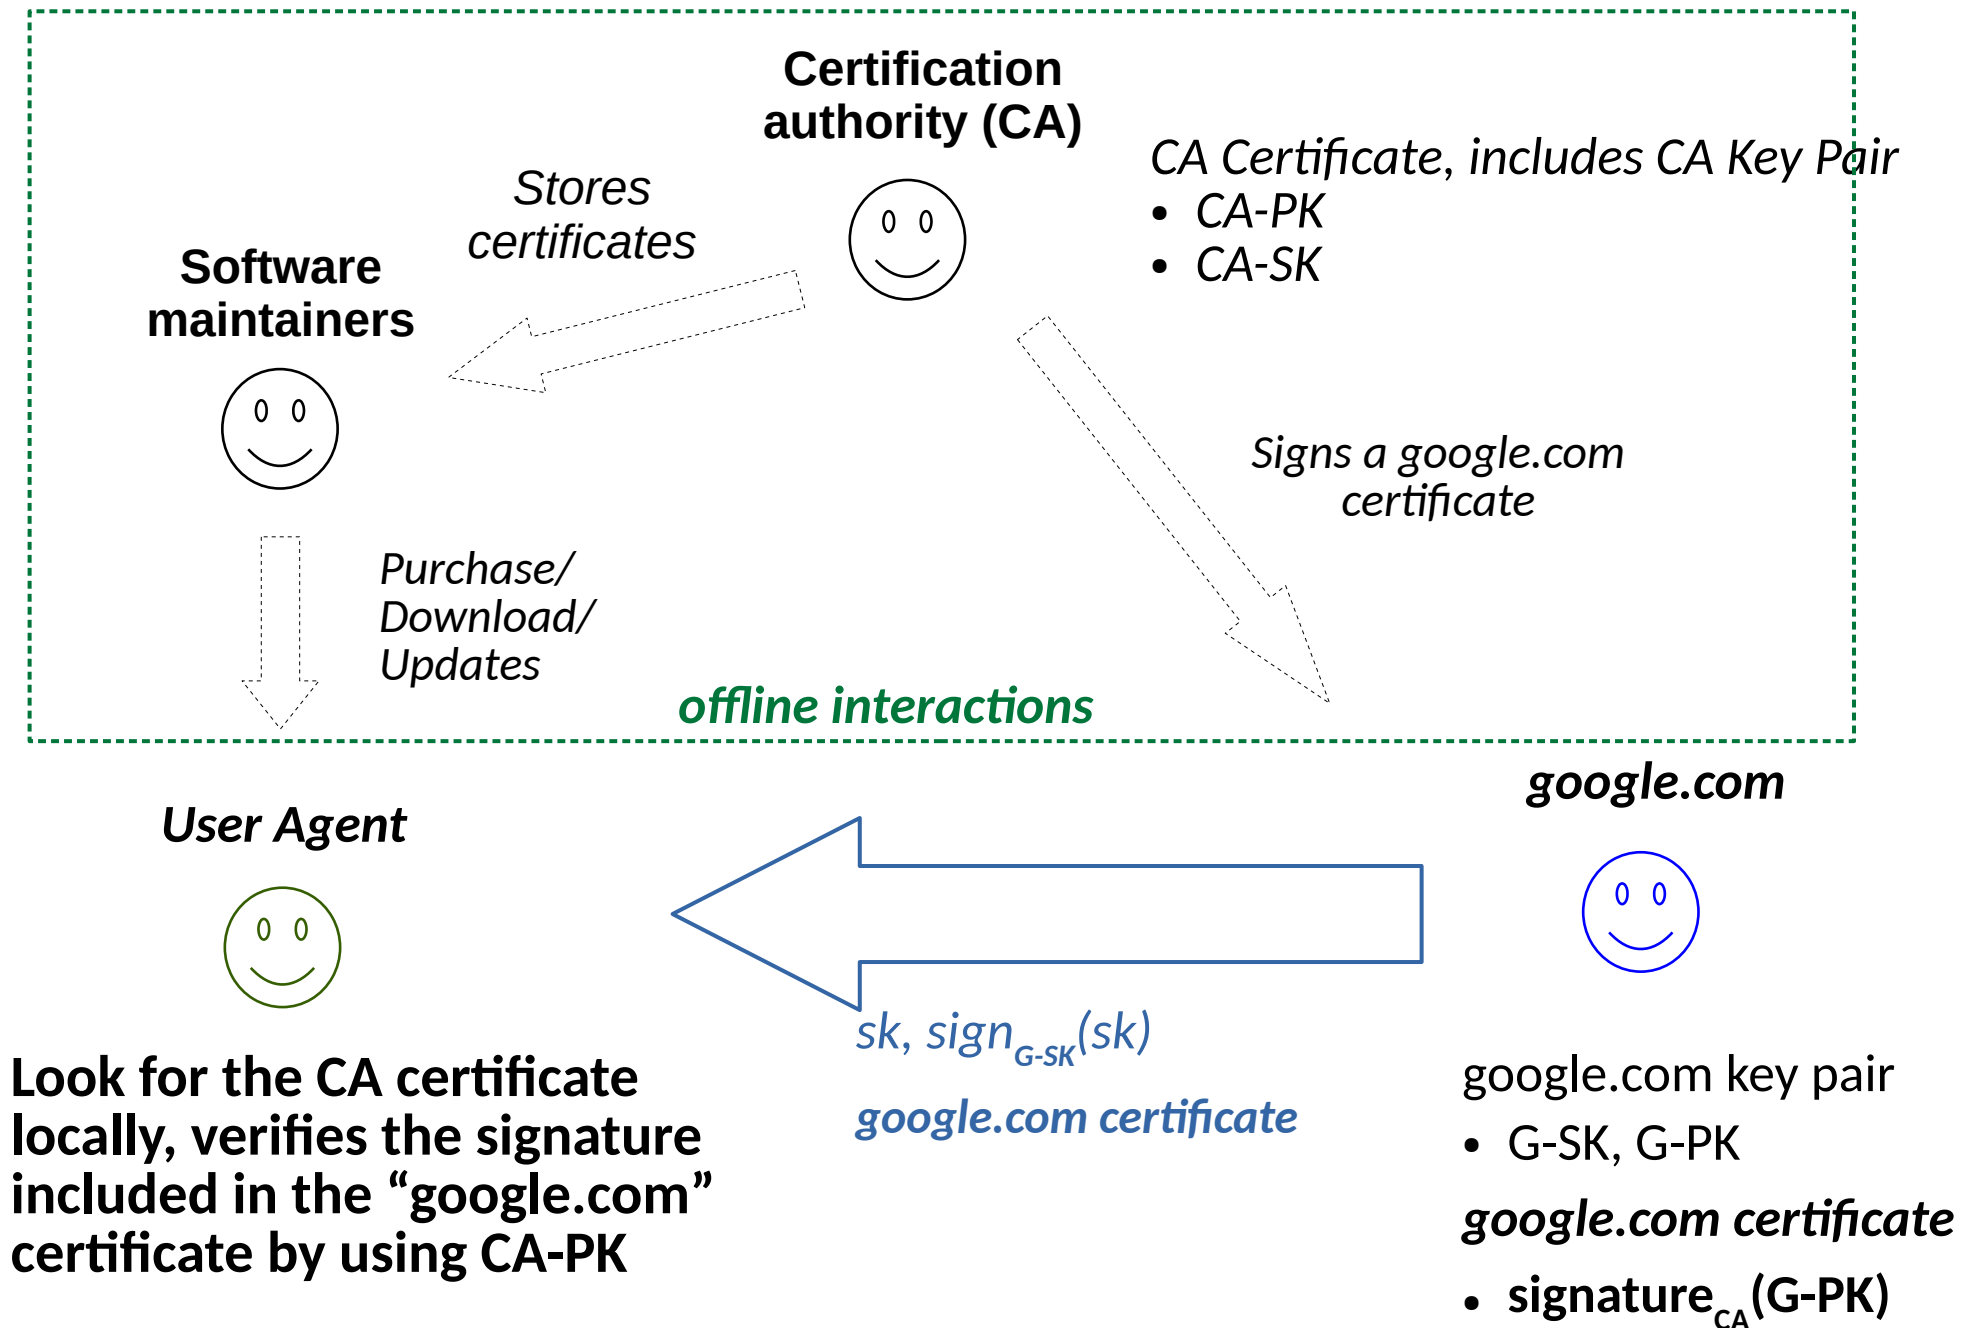 Certification
authority (CA)
CA Certificate, includes CA Key Pair
• CA-PK
• CA-SK
Stores
certificates
Software
maintainers
Signs a google.com
certificate
Purchase/
Download/
Updates
offline interactions
google.com
User Agent
sk, sign_G-SK(sk)
google.com certificate
Look for the CA certificate
locally, verifies the signature
included in the “google.com”
certificate by using CA-PK
google.com key pair
• G-SK, G-PK
google.com certificate
• signature_CA(G-PK)